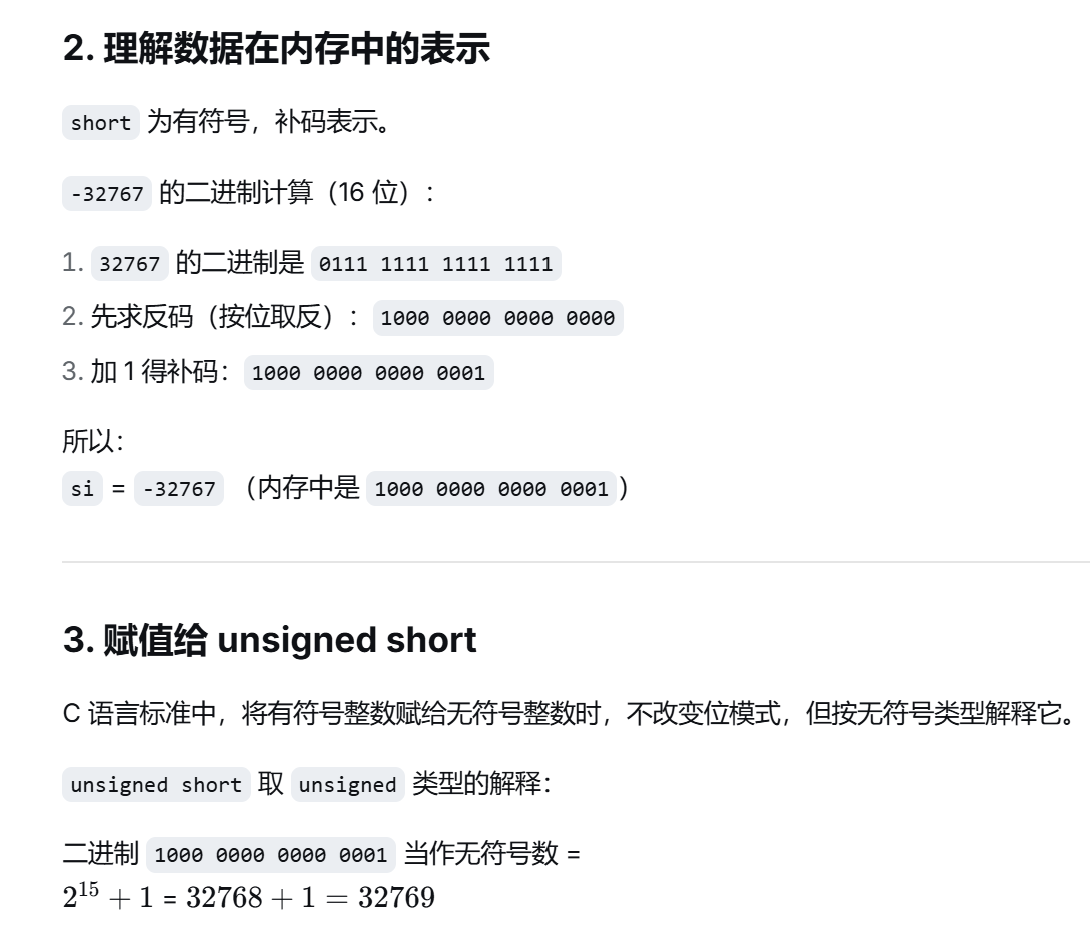 2. 理解数据在内存中的表示
short 为有符号，补码表示。
-32767 的二进制计算（16 位）：
1. 32767 的二进制是 0111 1111 1111 1111
2. 先求反码（按位取反）： 1000 0000 0000 0000
3. 加 1 得补码： 1000 0000 0000 0001
所以：
si = -32767 （内存中是 1000 0000 0000 0001 ）
3. 赋值给 unsigned short
C 语言标准中，将有符号整数赋给无符号整数时，不改变位模式，但按无符号类型解释它。
unsigned short 取 unsigned 类型的解释：
二进制 1000 0000 0000 0001 当作无符号数 =
2¹⁵ + 1 = 32768 + 1 = 32769